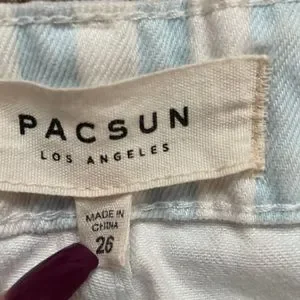 PACSUN
LOS ANGELES
MADE IN
CHINA
26